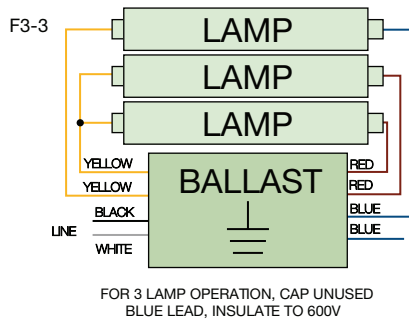 F3-3
LAMP
LAMP
LAMP
YELLOW
YELLOW
BLACK
LINE
WHITE
BALLAST
RED
RED
BLUE
BLUE
FOR 3 LAMP OPERATION, CAP UNUSED
BLUE LEAD, INSULATE TO 600V